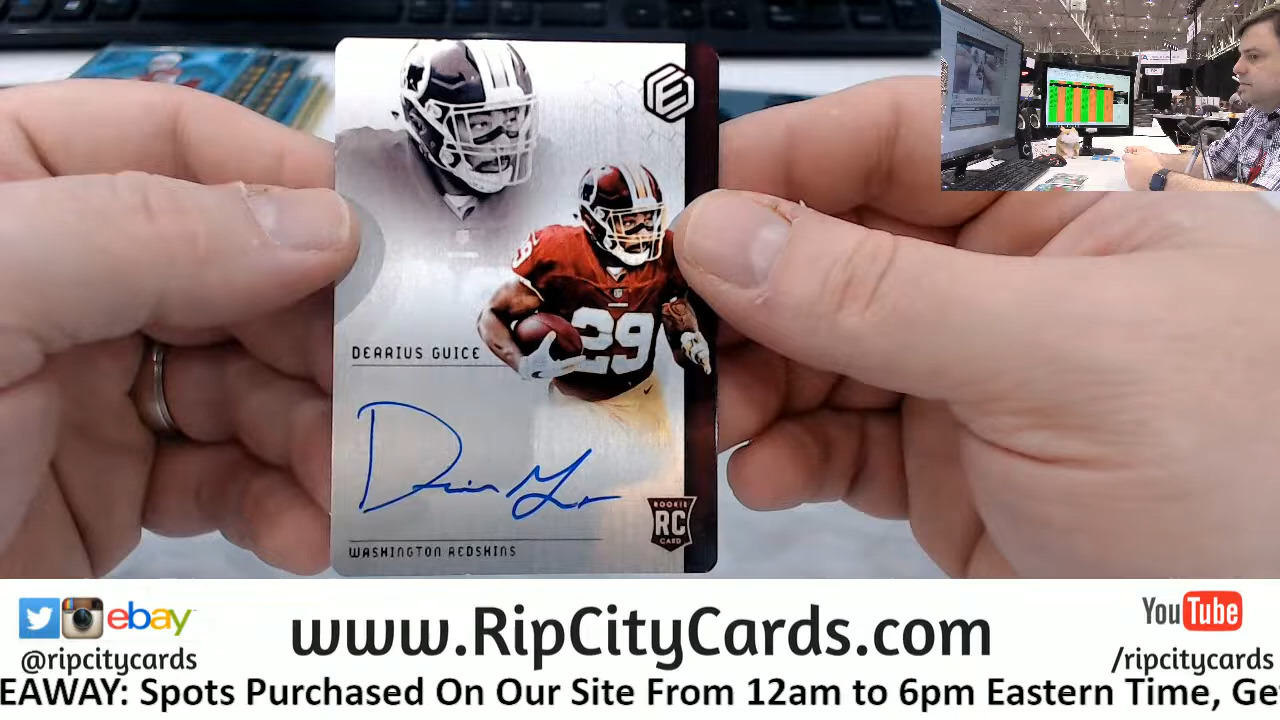 29
29
DERRIUS GUICE
ROOKIE
RC
CARD
WASHINGTON REDSKINS
ebay
@ripcitycards
www.RipCityCards.com
YouTube
/ripcitycards
EAWAY: Spots Purchased On Our Site From 12am to 6pm Eastern Time, Ge